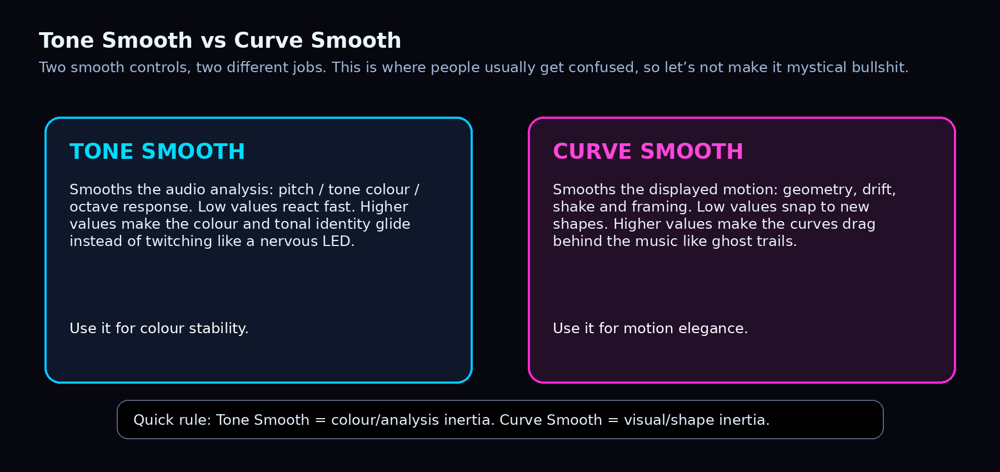 Tone Smooth vs Curve Smooth
Two smooth controls, two different jobs. This is where people usually get confused, so let’s not make it mystical bullshit.
TONE SMOOTH
Smooths the audio analysis: pitch / tone colour /
octave response. Low values react fast. Higher
values make the colour and tonal identity glide
instead of twitching like a nervous LED.
Use it for colour stability.
CURVE SMOOTH
Smooths the displayed motion: geometry, drift,
shake and framing. Low values snap to new
shapes. Higher values make the curves drag
behind the music like ghost trails.
Use it for motion elegance.
Quick rule: Tone Smooth = colour/analysis inertia. Curve Smooth = visual/shape inertia.